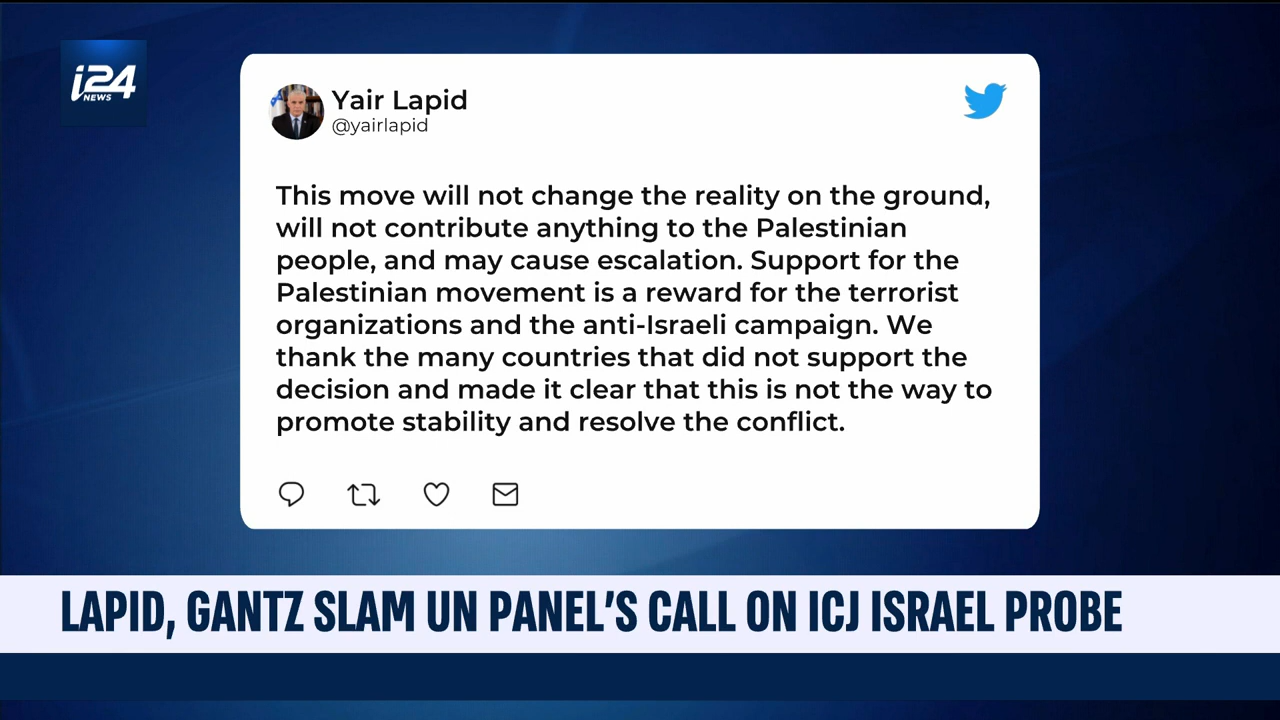 i24
NEWS
Yair Lapid
@yairlapid
This move will not change the reality on the ground,
will not contribute anything to the Palestinian
people, and may cause escalation. Support for the
Palestinian movement is a reward for the terrorist
organizations and the anti-Israeli campaign. We
thank the many countries that did not support the
decision and made it clear that this is not the way to
promote stability and resolve the conflict.
LAPID, GANTZ SLAM UN PANEL'S CALL ON ICJ ISRAEL PROBE